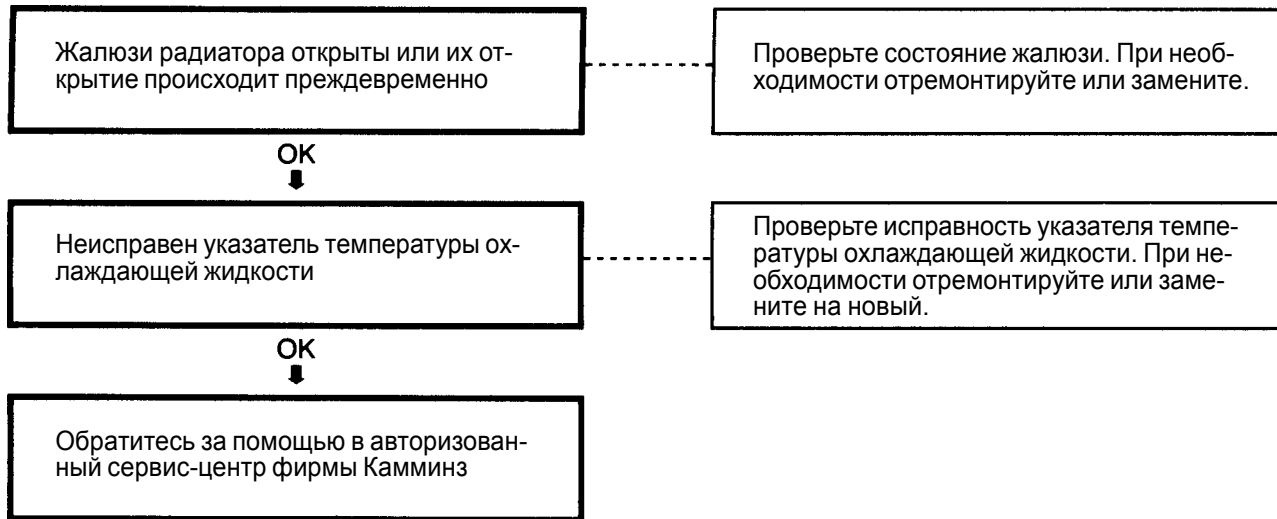 Жалюзи радиатора открыты или их от-
крытие происходит преждевременно
Проверьте состояние жалюзи. При необ-
ходимости отремонтируйте или замените.
OK
Неисправен указатель температуры ох-
лаждающей жидкости
Проверьте исправность указателя темпе-
ратуры охлаждающей жидкости. При не-
обходимости отремонтируйте или заме-
ните на новый.
OK
Обратитесь за помощью в авторизован-
ный сервис-центр фирмы Камминз